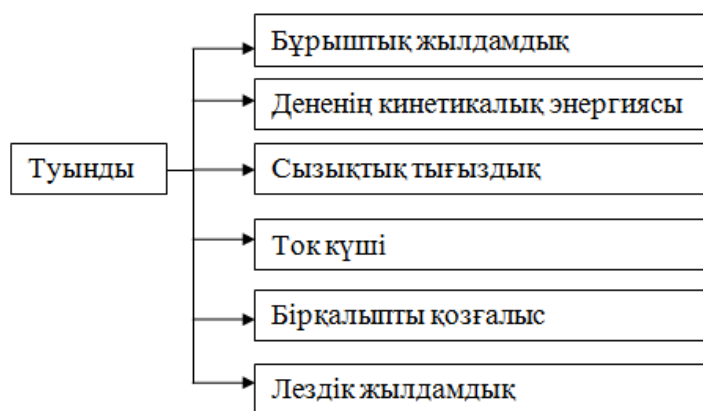 Бұрыштық жылдамдық
Дененің кинетикалық энергиясы
Туынды
Сызықтық тығыздық
Ток күші
Бірқалыпты қозғалыс
Лездік жылдамдық